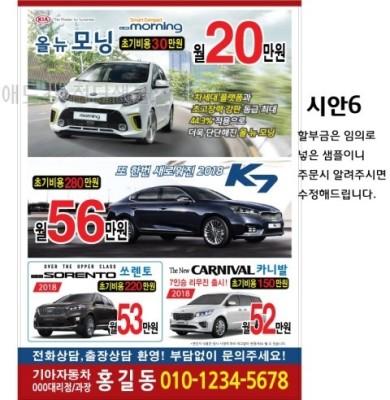 KIA The Power to Surprise
Smart Compact
올 뉴 모닝 morning
초기비용 30만원
월 20만원
차세대 플랫폼과
초고장력 강판 동급 최대
44.3% 적용으로
더욱 단단해진 올 뉴 모닝
시안6
할부금은 임의로
넣은 샘플이니
주문시 알려주시면
수정해드립니다.
또 한번 새로워진 2018 K7
초기비용 280만원
월 56만원
OVER THE UPPER CLASS
SORENTO 쏘렌토
2018
초기비용 220만원
월 53만원
The New CARNIVAL 카니발
7인승 리무진 출시!
초기비용 150만원
2018
월 52만원
전화상담,출장상담 환영! 부담없이 문의주세요!
기아자동차
000대리점/과장
홍길동 010-1234-5678